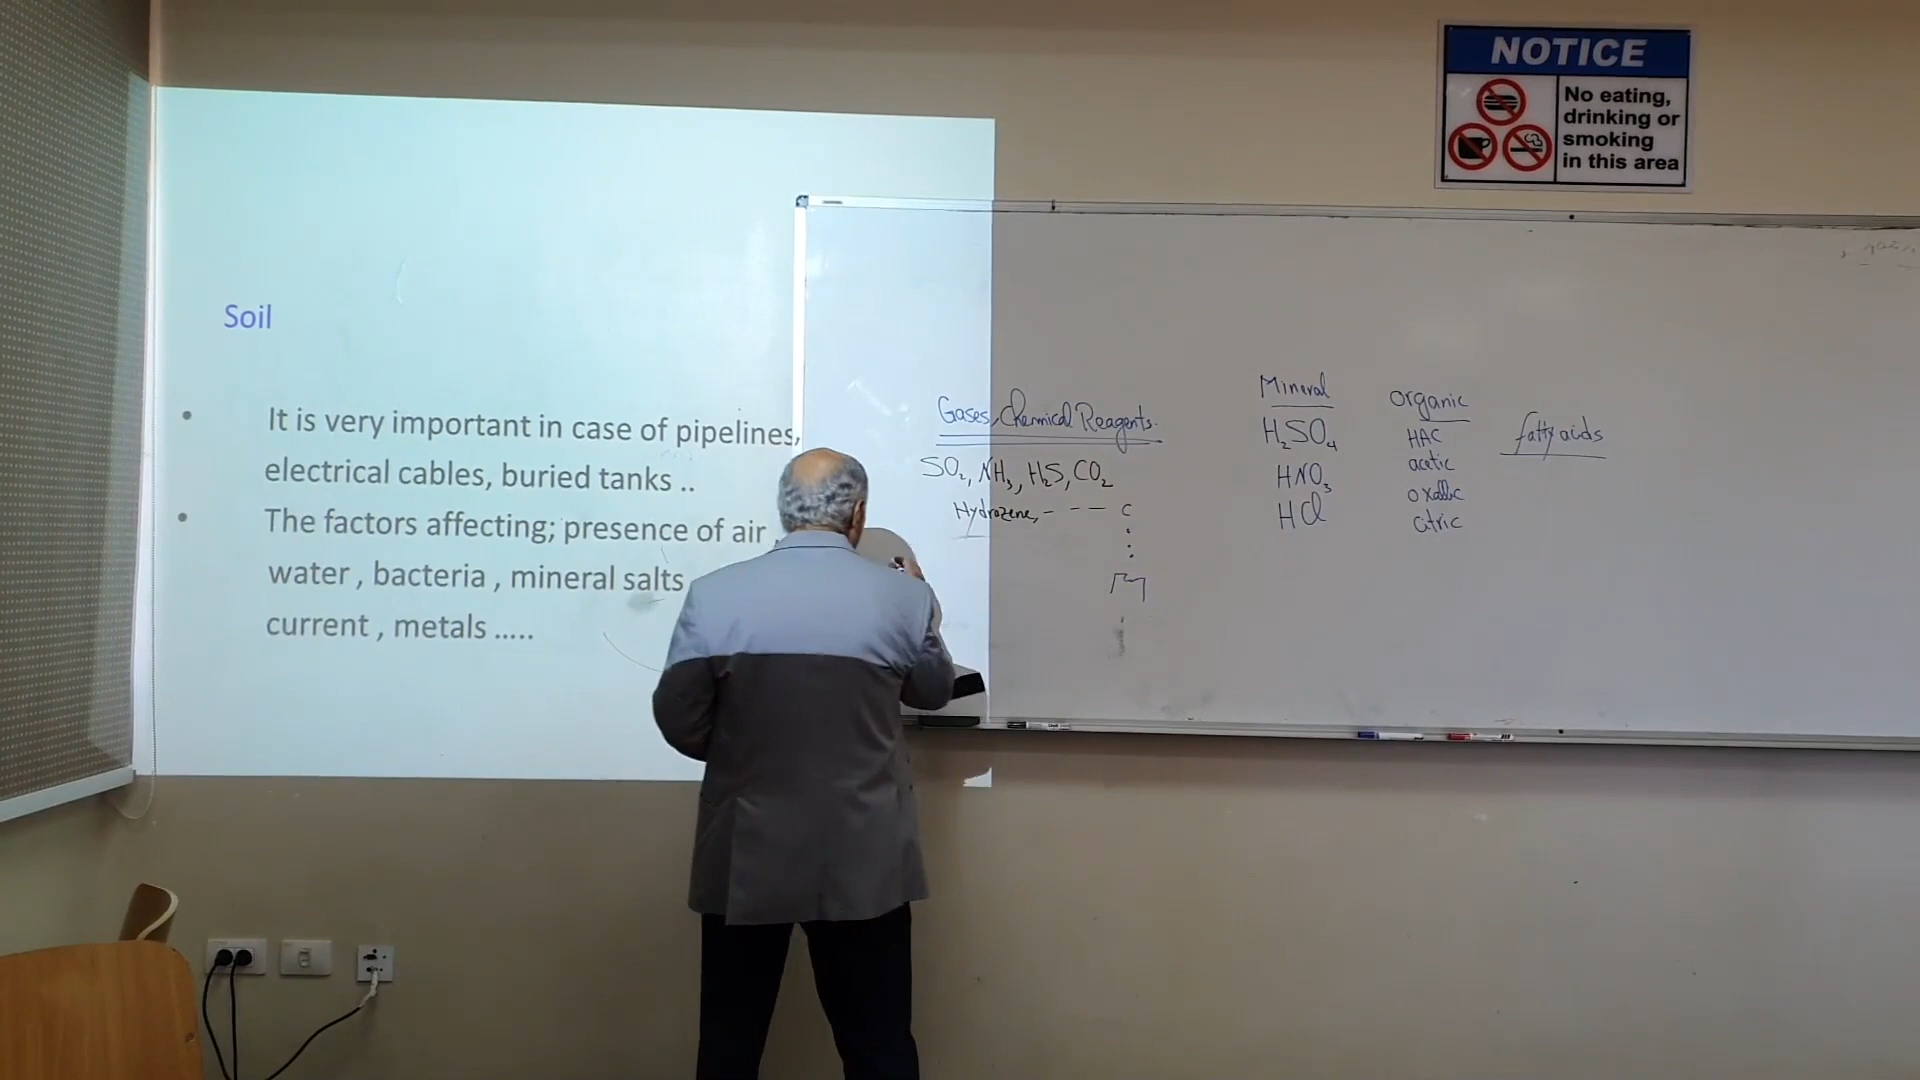 NOTICE
No eating,
drinking or
smoking
in this area
Soil
• It is very important in case of pipelines,
electrical cables, buried tanks ..
• The factors affecting; presence of air ,
water , bacteria , mineral salts
current , metals .....
Gases, Chemical Reagents.
SO₂, NH₃, H₂S, CO₂
Hydrozene, - - - C
Mineral
H₂SO₄
HNO₃
HCl
Organic
HAC
acetic
oxalic
citric
fatty acids